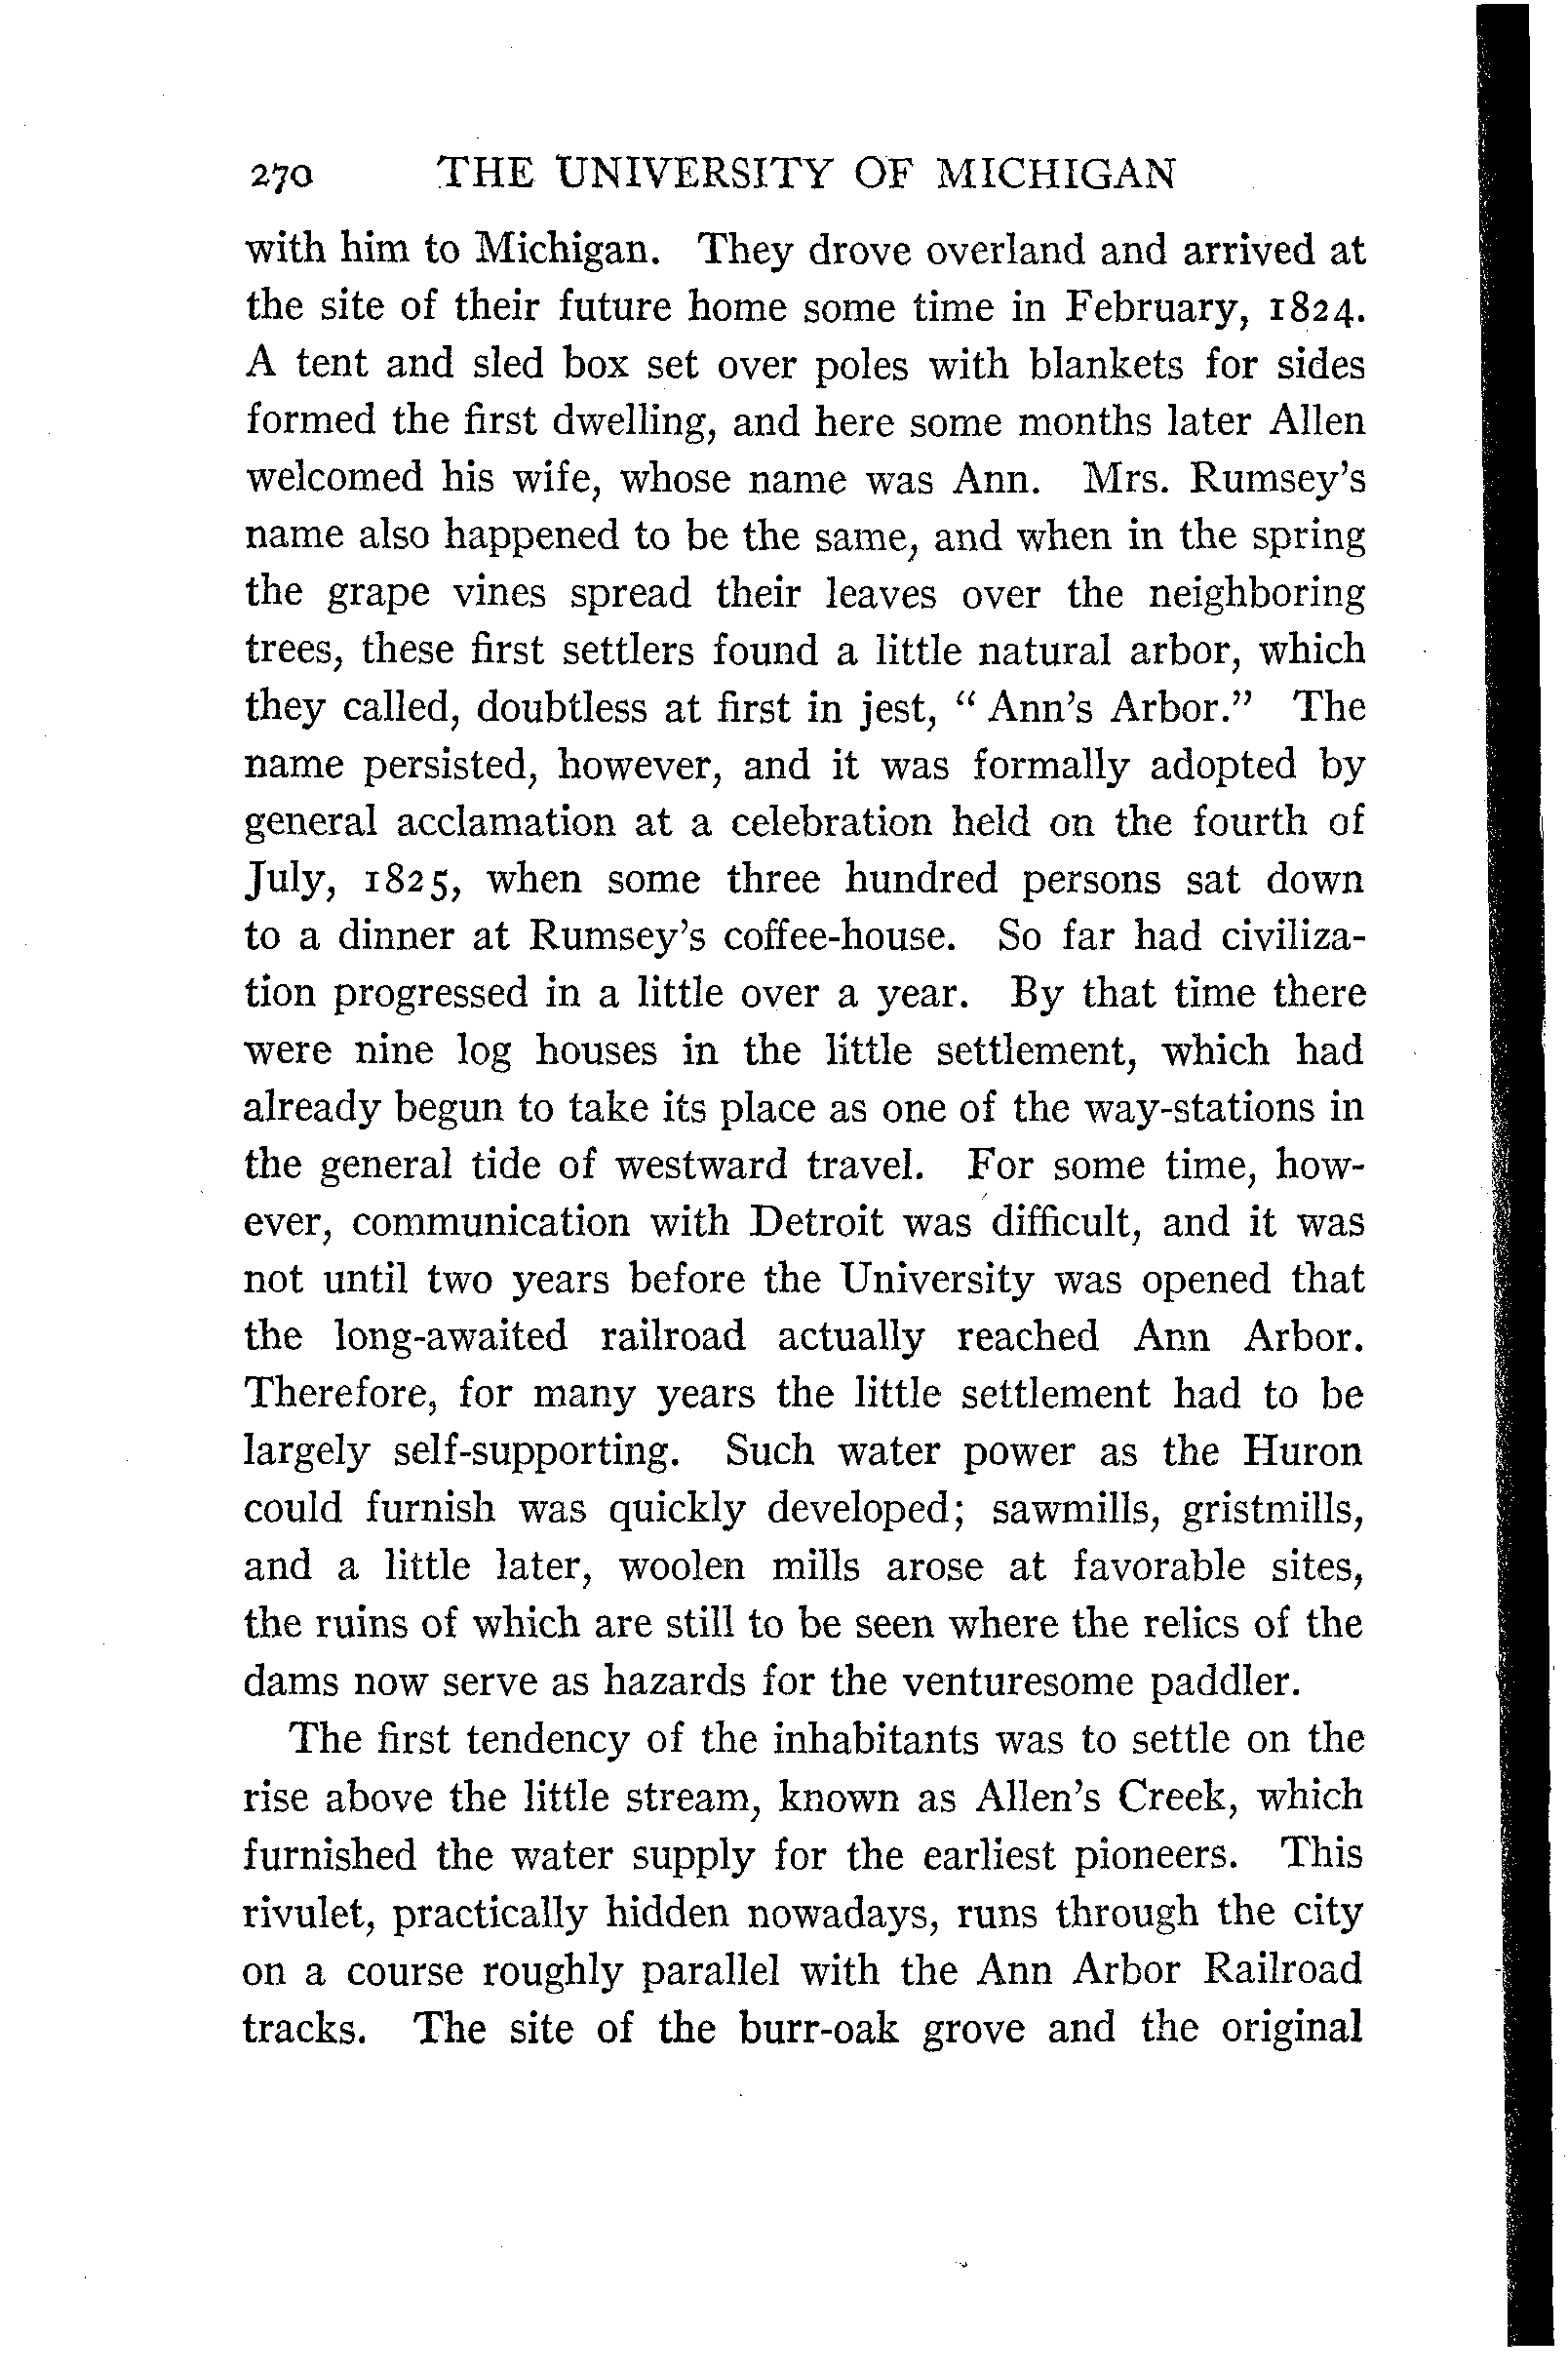 270 THE UNIVERSITY OF MICHIGAN
with him to Michigan. They drove overland and arrived at
the site of their future home some time in February, 1824.
A tent and sled box set over poles with blankets for sides
formed the first dwelling, and here some months later Allen
welcomed his wife, whose name was Ann. Mrs. Rumsey's
name also happened to be the same, and when in the spring
the grape vines spread their leaves over the neighboring
trees, these first settlers found a little natural arbor, which
they called, doubtless at first in jest, " Ann's Arbor." The
name persisted, however, and it was formally adopted by
general acclamation at a celebration held on the fourth of
July, 1825, when some three hundred persons sat down
to a dinner at Rumsey's coffee-house. So far had civiliza-
tion progressed in a little over a year. By that time there
were nine log houses in the little settlement, which had
already begun to take its place as one of the way-stations in
the general tide of westward travel. For some time, how-
ever, communication with Detroit was difficult, and it was
not until two years before the University was opened that
the long-awaited railroad actually reached Ann Arbor.
Therefore, for many years the little settlement had to be
largely self-supporting. Such water power as the Huron
could furnish was quickly developed; sawmills, gristmills,
and a little later, woolen mills arose at favorable sites,
the ruins of which are still to be seen where the relics of the
dams now serve as hazards for the venturesome paddler.
The first tendency of the inhabitants was to settle on the
rise above the little stream, known as Allen's Creek, which
furnished the water supply for the earliest pioneers. This
rivulet, practically hidden nowadays, runs through the city
on a course roughly parallel with the Ann Arbor Railroad
tracks. The site of the burr-oak grove and the original